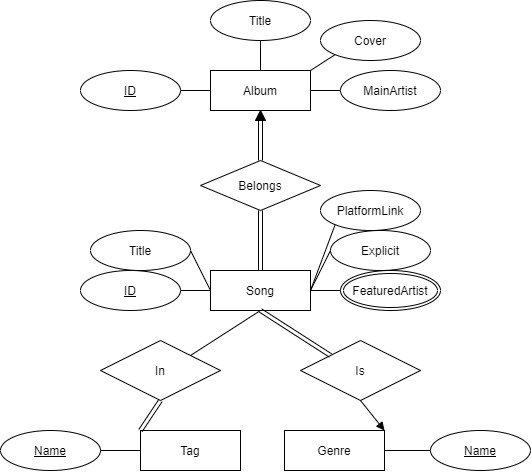 Title
Cover
ID
Album
MainArtist
Belongs
PlatformLink
Title
Explicit
ID
Song
FeaturedArtist
In
Is
Name
Tag
Genre
Name